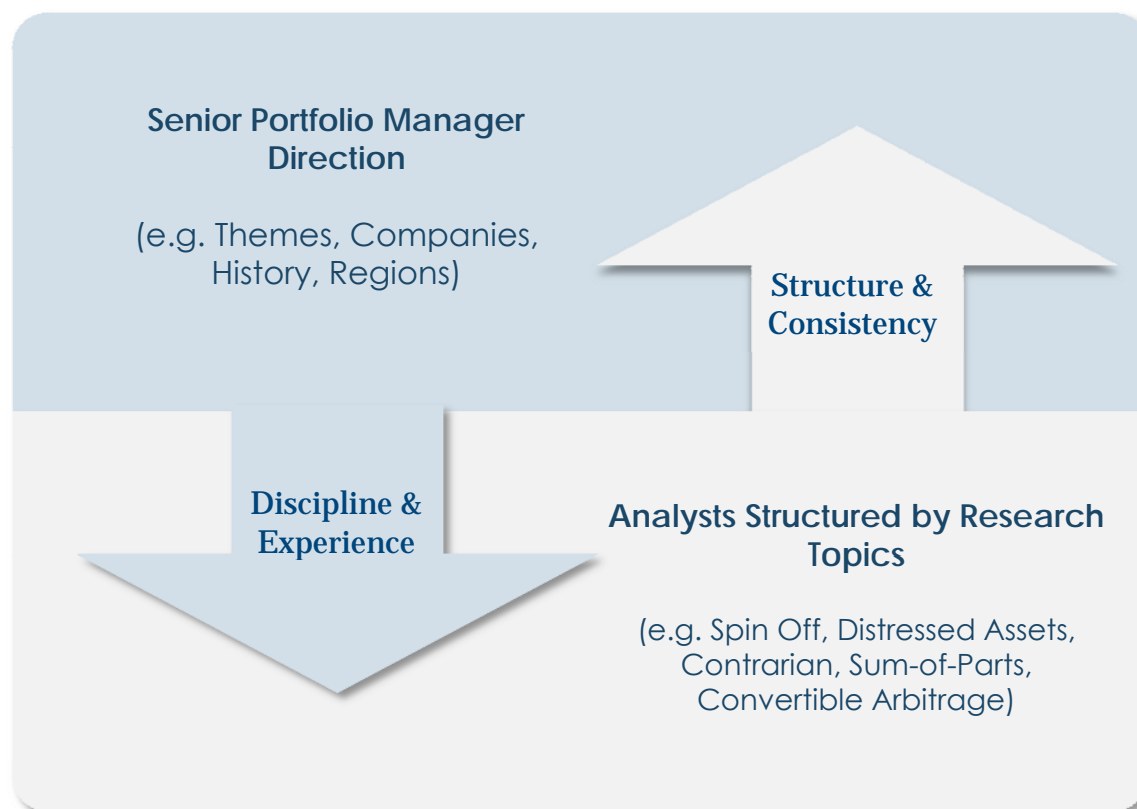 Senior Portfolio Manager
Direction
(e.g. Themes, Companies,
History, Regions)
Structure &
Consistency
Discipline &
Experience
Analysts Structured by Research
Topics
(e.g. Spin Off, Distressed Assets,
Contrarian, Sum-of-Parts,
Convertible Arbitrage)